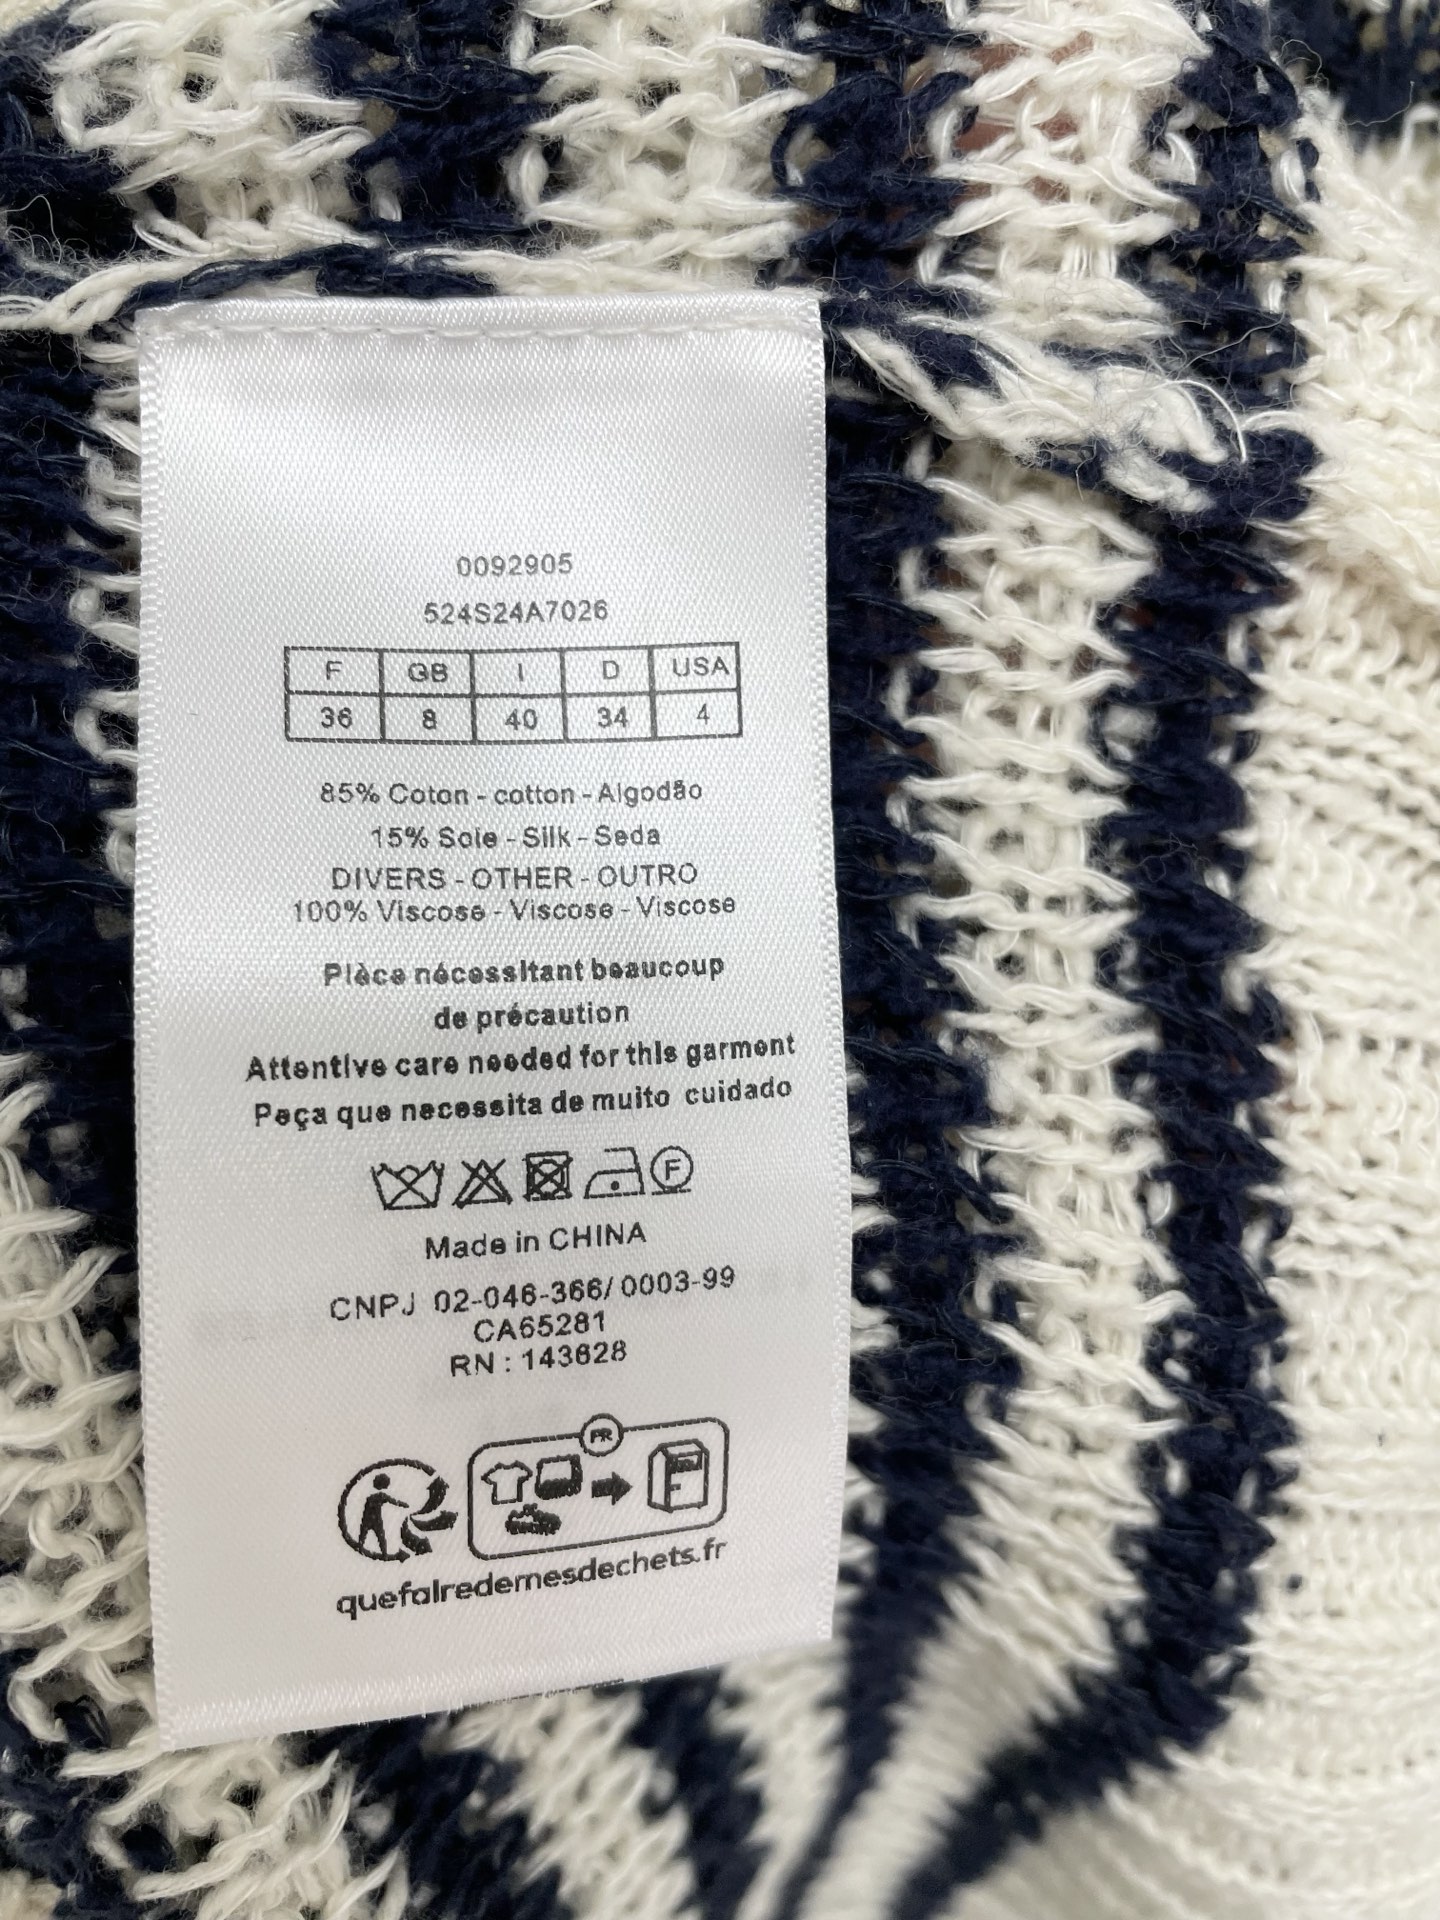 0092905
524S24A7026
F GB I D USA
36 8 40 34 4
85% Coton - cotton - Algodão
15% Soie - Silk - Seda
DIVERS - OTHER - OUTRO
100% Viscose - Viscose - Viscose
Pièce nécessitant beaucoup
de précaution
Attentive care needed for this garment
Peça que necessita de muito cuidado
F
Made in CHINA
CNPJ 02-046-366/0003-99
CA65281
RN : 143628
FR
quefairedemesdechets.fr